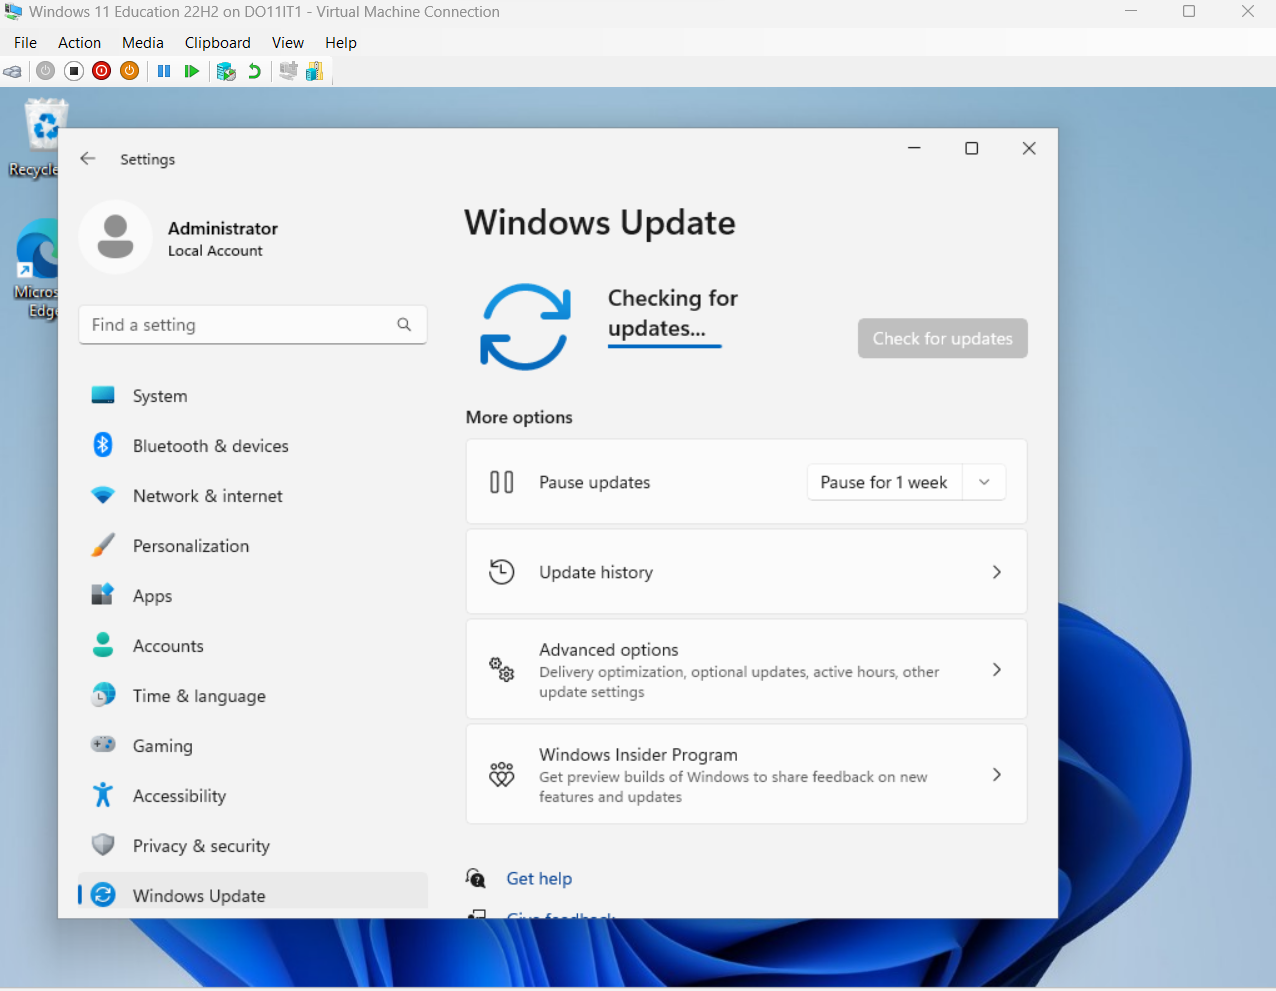 Windows 11 Education 22H2 on DO11IT1 - Virtual Machine Connection
File Action Media Clipboard View Help
Recycle
Micros
Edge
Settings
Administrator
Local Account
Find a setting
System
Bluetooth & devices
Network & internet
Personalization
Apps
Accounts
Time & language
Gaming
Accessibility
Privacy & security
Windows Update
Windows Update
Checking for
updates...
Check for updates
More options
Pause updates
Pause for 1 week
Update history
Advanced options
Delivery optimization, optional updates, active hours, other
update settings
Windows Insider Program
Get preview builds of Windows to share feedback on new
features and updates
Get help
Give feedback